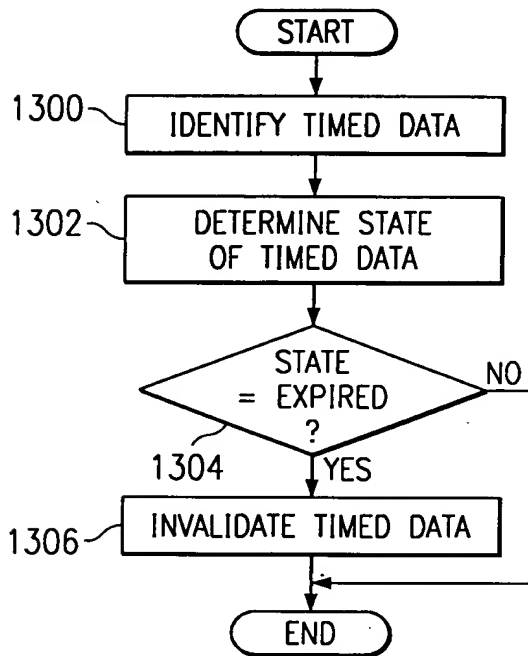 START
1300
IDENTIFY TIMED DATA
1302
DETERMINE STATE
OF TIMED DATA
STATE
= EXPIRED
?
NO
1304
YES
1306
INVALIDATE TIMED DATA
END